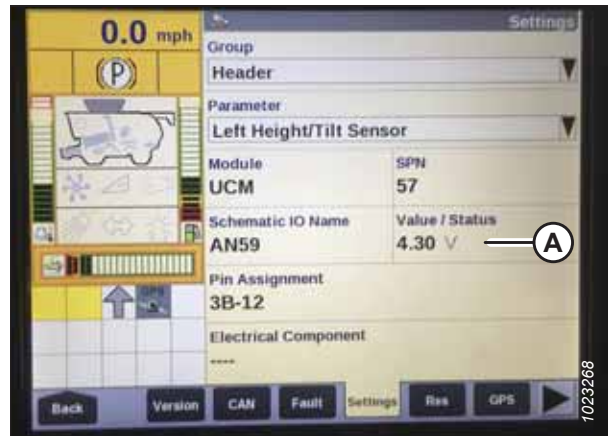 0.0 mph
(P)
Settings
Group
Header
Parameter
Left Height/Tilt Sensor
Module
UCM
SPN
57
Schematic IO Name
AN59
Value / Status
4.30 V
A
Pin Assignment
3B-12
Electrical Component
----
GPS
Back
Version
CAN
Fault
Settings
Res
GPS
1023268